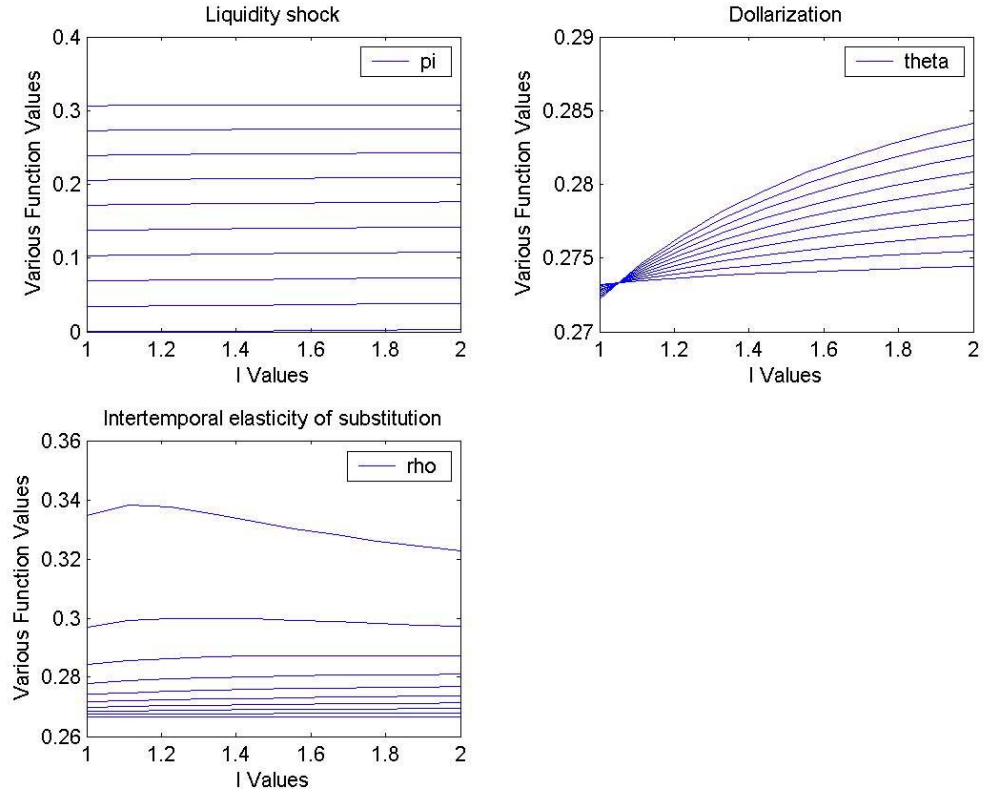 Liquidity shock
0.4
0.3
0.2
0.1
0
Various Function Values
pi
1
1.2
1.4
1.6
1.8
2
I Values
Dollarization
0.29
0.285
0.28
0.275
0.27
Various Function Values
theta
1
1.2
1.4
1.6
1.8
2
I Values
Intertemporal elasticity of substitution
0.36
0.34
0.32
0.3
0.28
0.26
Various Function Values
rho
1
1.2
1.4
1.6
1.8
2
I Values